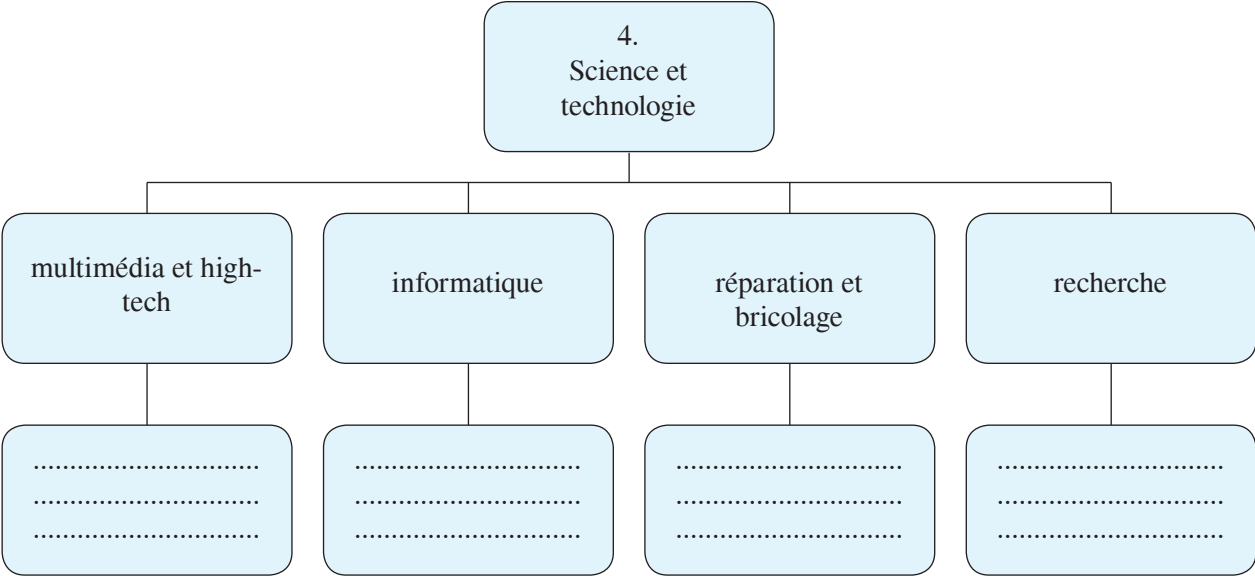 4.
Science et
technologie
multimédia et high-
tech
informatique
réparation et
bricolage
recherche
..........................................
..........................................
..........................................
..........................................
..........................................
..........................................
..........................................
..........................................
..........................................
..........................................
..........................................
..........................................